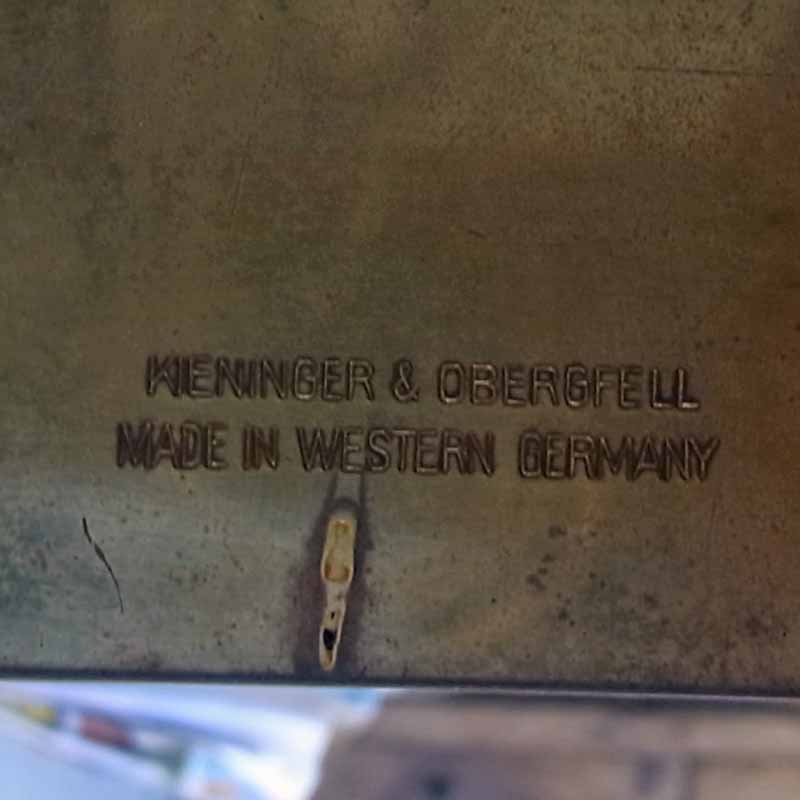 KIENINGER & OBERGFELL
MADE IN WESTERN GERMANY